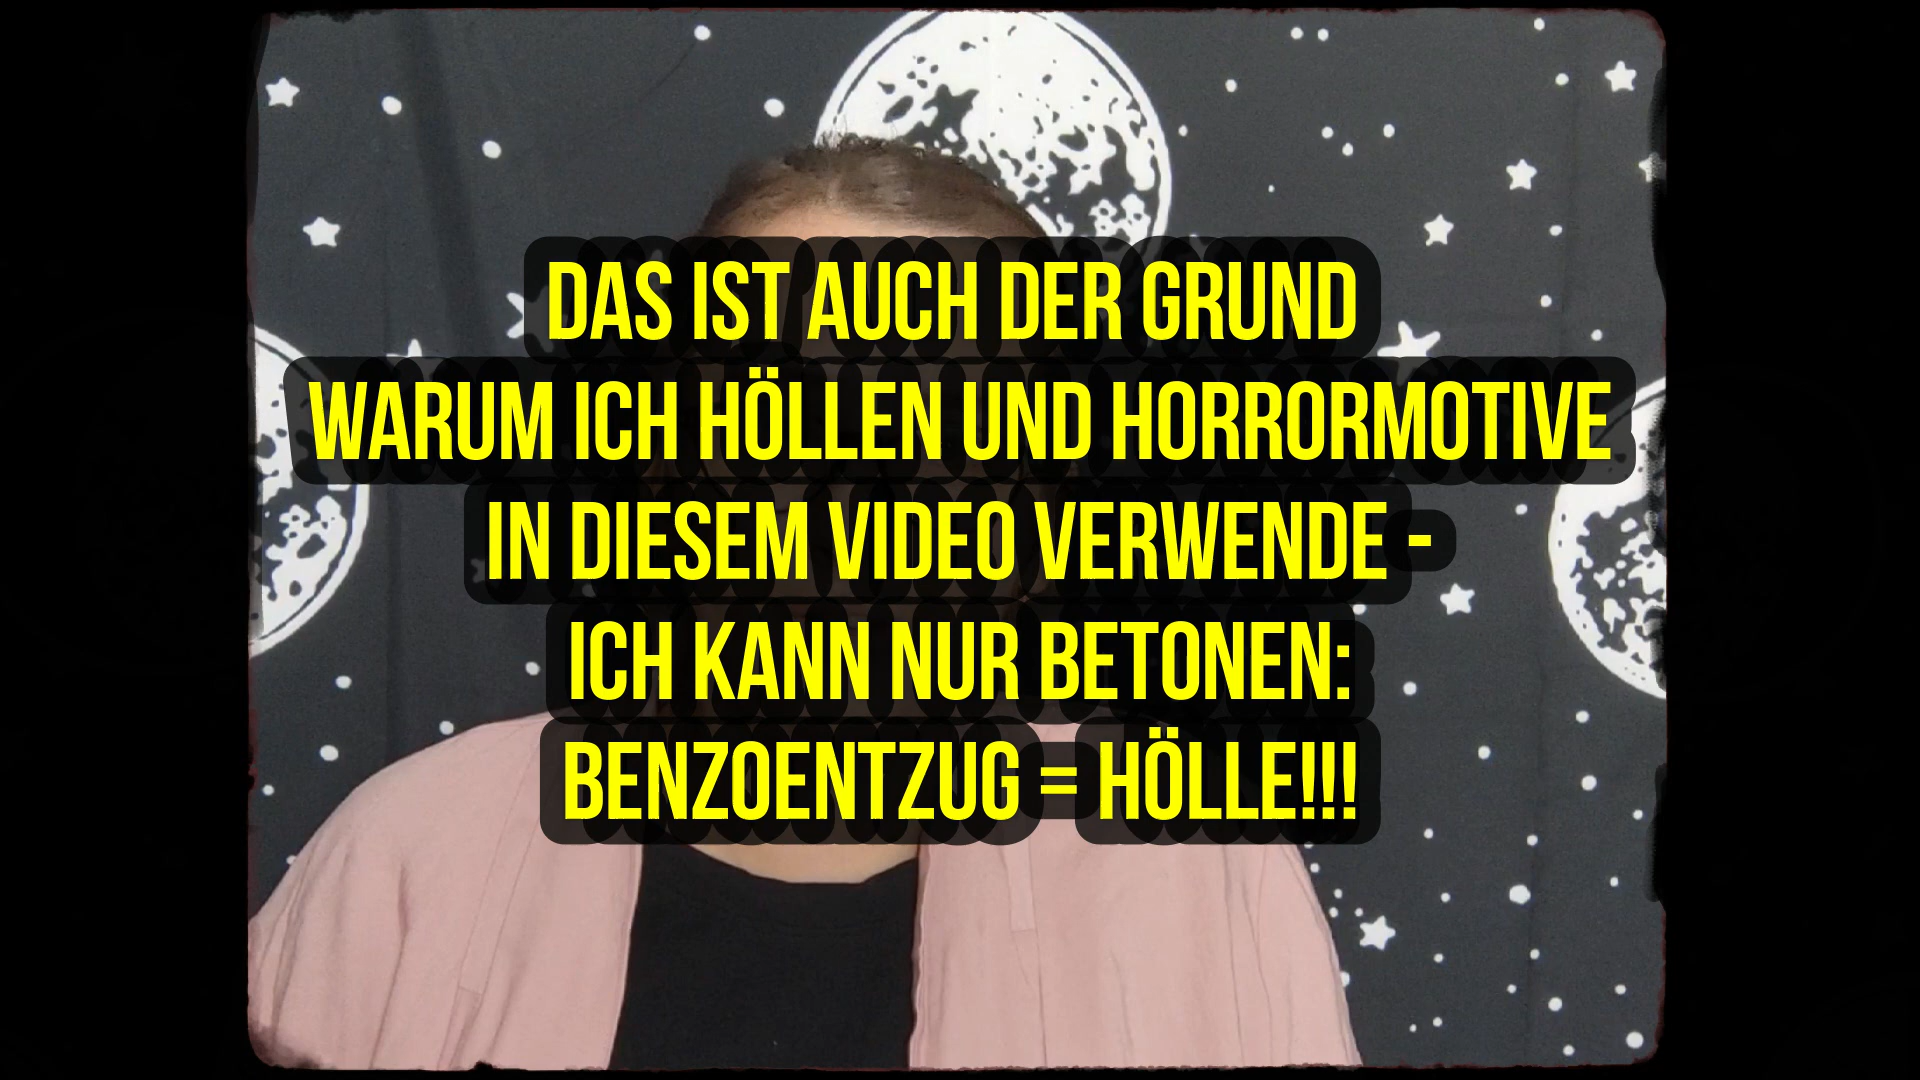 DAS IST AUCH DER GRUND
WARUM ICH HÖLLEN UND HORRORMOTIVE
IN DIESEM VIDEO VERWENDE -
ICH KANN NUR BETONEN:
BENZOENTZUG = HÖLLE!!!